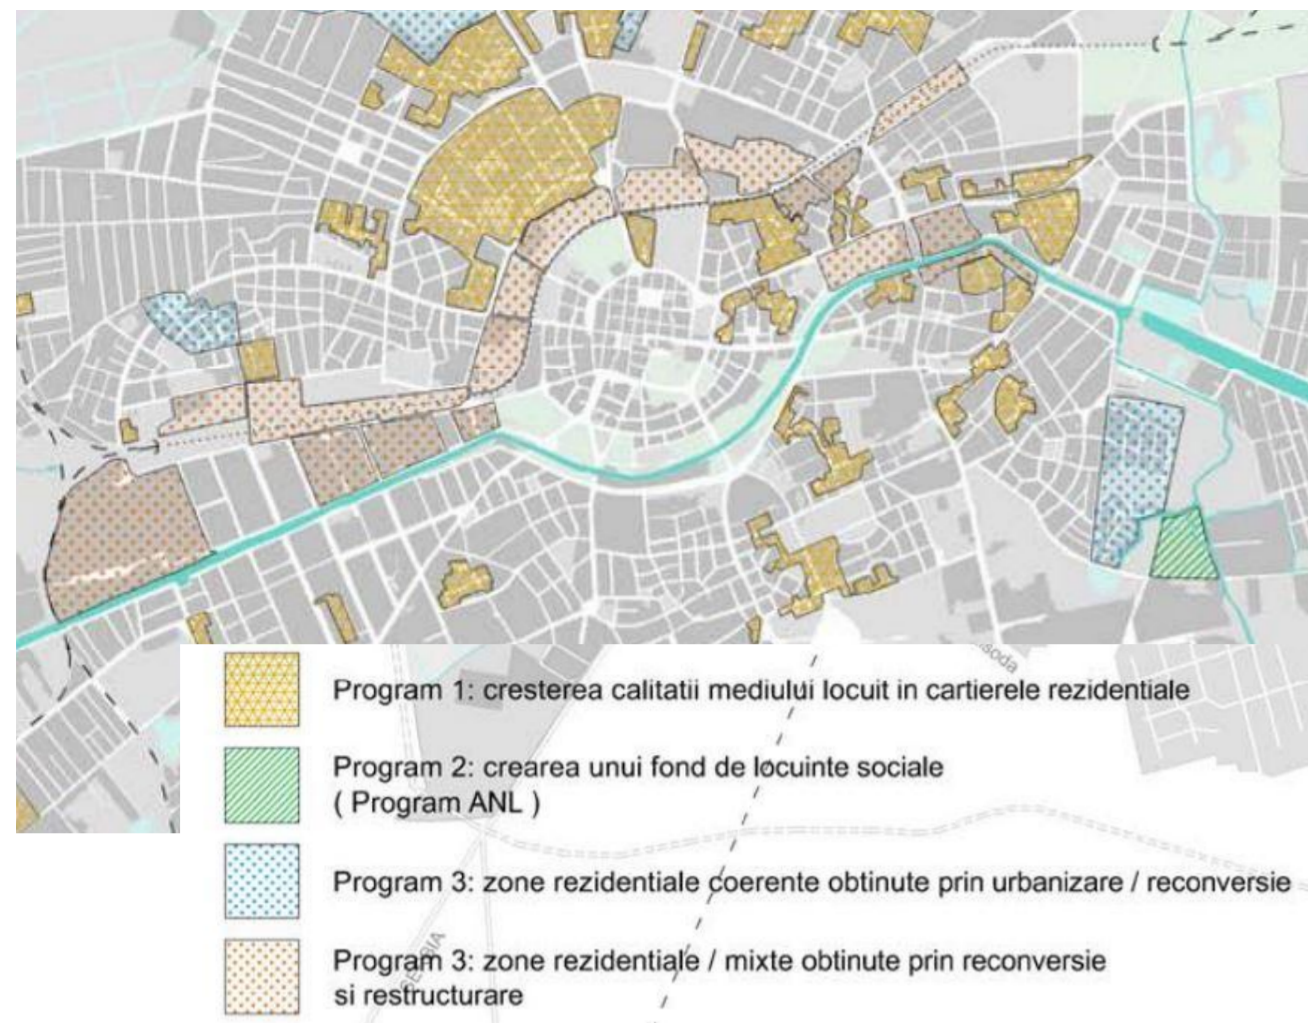 soda
Program 1: cresterea calitatii mediului locuit in cartierele rezidentiale
Program 2: crearea unui fond de locuinte sociale
( Program ANL )
Program 3: zone rezidentiale coerente obtinute prin urbanizare / reconversie
SERBIA
Program 3: zone rezidentiale / mixte obtinute prin reconversie
si restructurare